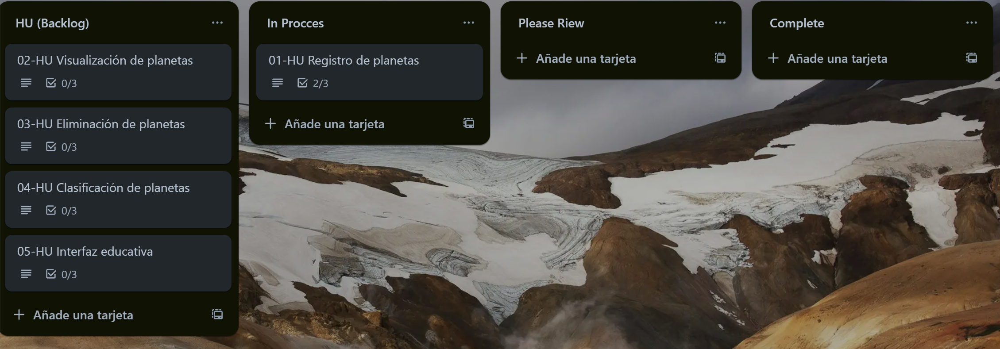 HU (Backlog)
02-HU Visualización de planetas
0/3
03-HU Eliminación de planetas
0/3
04-HU Clasificación de planetas
0/3
05-HU Interfaz educativa
0/3
Añade una tarjeta
In Procces
01-HU Registro de planetas
2/3
Añade una tarjeta
Please Riew
Añade una tarjeta
Complete
Añade una tarjeta